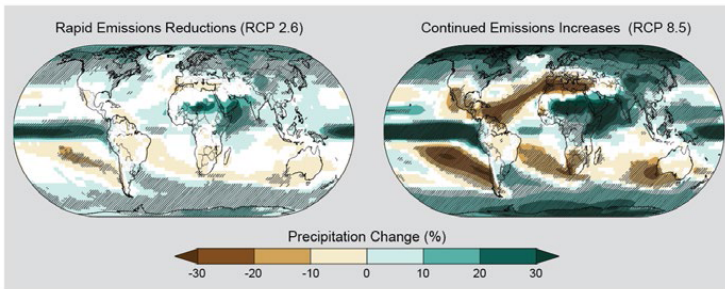 Rapid Emissions Reductions (RCP 2.6)
Continued Emissions Increases (RCP 8.5)
Precipitation Change (%)
-30 -20 -10 0 10 20 30